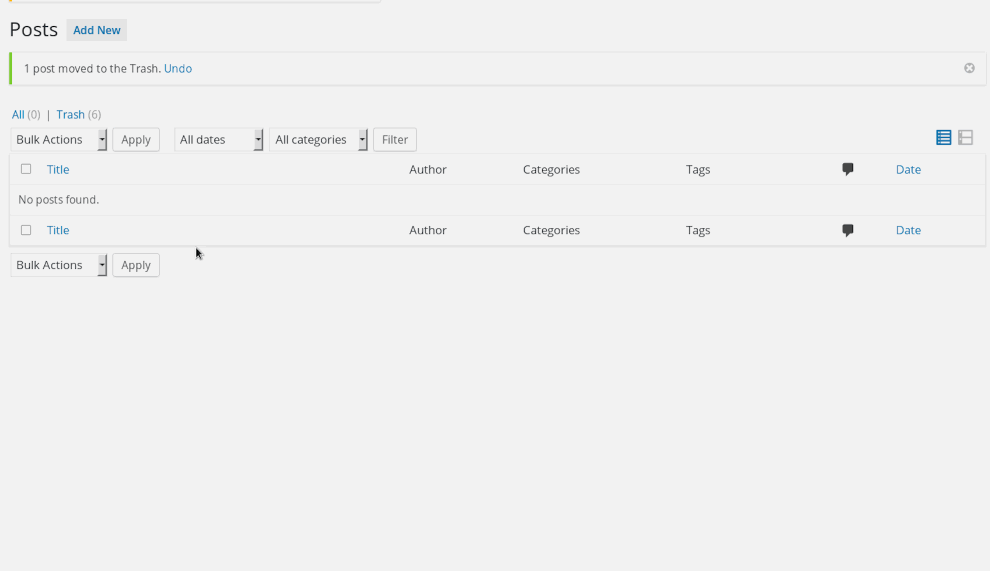 Posts Add New
1 post moved to the Trash. Undo
All (0) | Trash (6)
Bulk Actions Apply All dates All categories Filter
Title Author Categories Tags Date
No posts found.
Title Author Categories Tags Date
Bulk Actions Apply